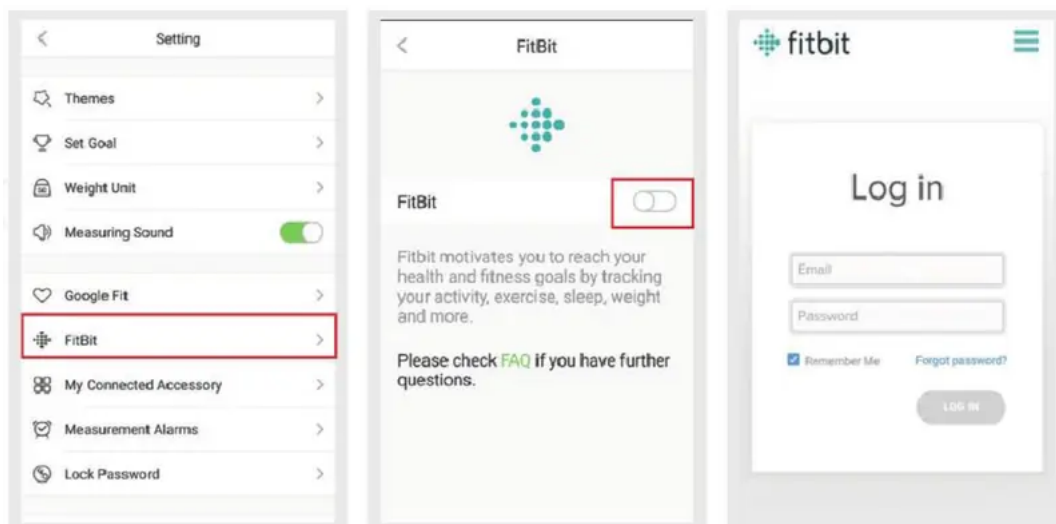 Setting
Themes
Set Goal
Weight Unit
Measuring Sound
Google Fit
FitBit
My Connected Accessory
Measurement Alarms
Lock Password
FitBit
FitBit
Fitbit motivates you to reach your
health and fitness goals by tracking
your activity, exercise, sleep, weight
and more.
Please check FAQ if you have further
questions.
fitbit
Log in
Email
Password
Remember Me Forgot password?
LOG IN